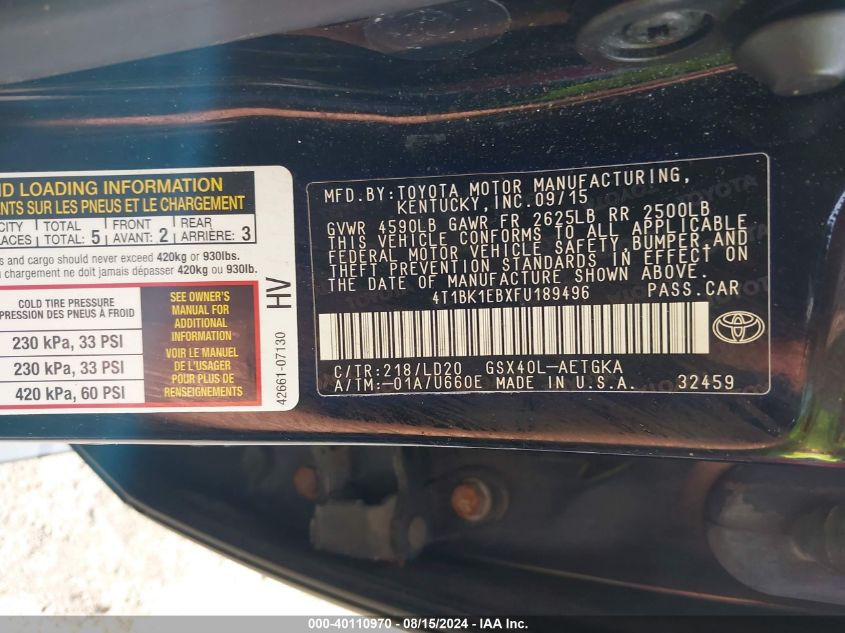 ND LOADING INFORMATION
ENTS SUR LES PNEUS ET LE CHARGEMENT
CITY TOTAL FRONT REAR
LACES TOTAL: 5 AVANT: 2 ARRIÈRE: 3
s and cargo should never exceed 420kg or 930lbs.
chargement ne doit jamais dépasser 420kg ou 930lb.
COLD TIRE PRESSURE
PRESSION DES PNEUS À FROID
230 kPa, 33 PSI
230 kPa, 33 PSI
420 kPa, 60 PSI
SEE OWNER'S
MANUAL FOR
ADDITIONAL
INFORMATION
VOIR LE MANUEL
DE L'USAGER
POUR PLUS DE
RENSEIGNEMENTS
HV
42661-07130
MFD.BY:TOYOTA MOTOR MANUFACTURING,
KENTUCKY,INC.09/15
GVWR 4590LB GAWR FR 2625LB RR 2500LB
THIS VEHICLE CONFORMS TO ALL APPLICABLE
FEDERAL MOTOR VEHICLE SAFETY,BUMPER,AND
THEFT PREVENTION STANDARDS IN EFFECT ON
THE DATE OF MANUFACTURE SHOWN ABOVE.
4T1BK1EBXFU189496 PASS.CAR
C/TR:218/LD20 GSX40L-AETGKA
A/TM:-01A/U660E MADE IN U.S.A. 32459
000-40110970 - 08/15/2024 - Copyright © 2024 IAA, Inc.